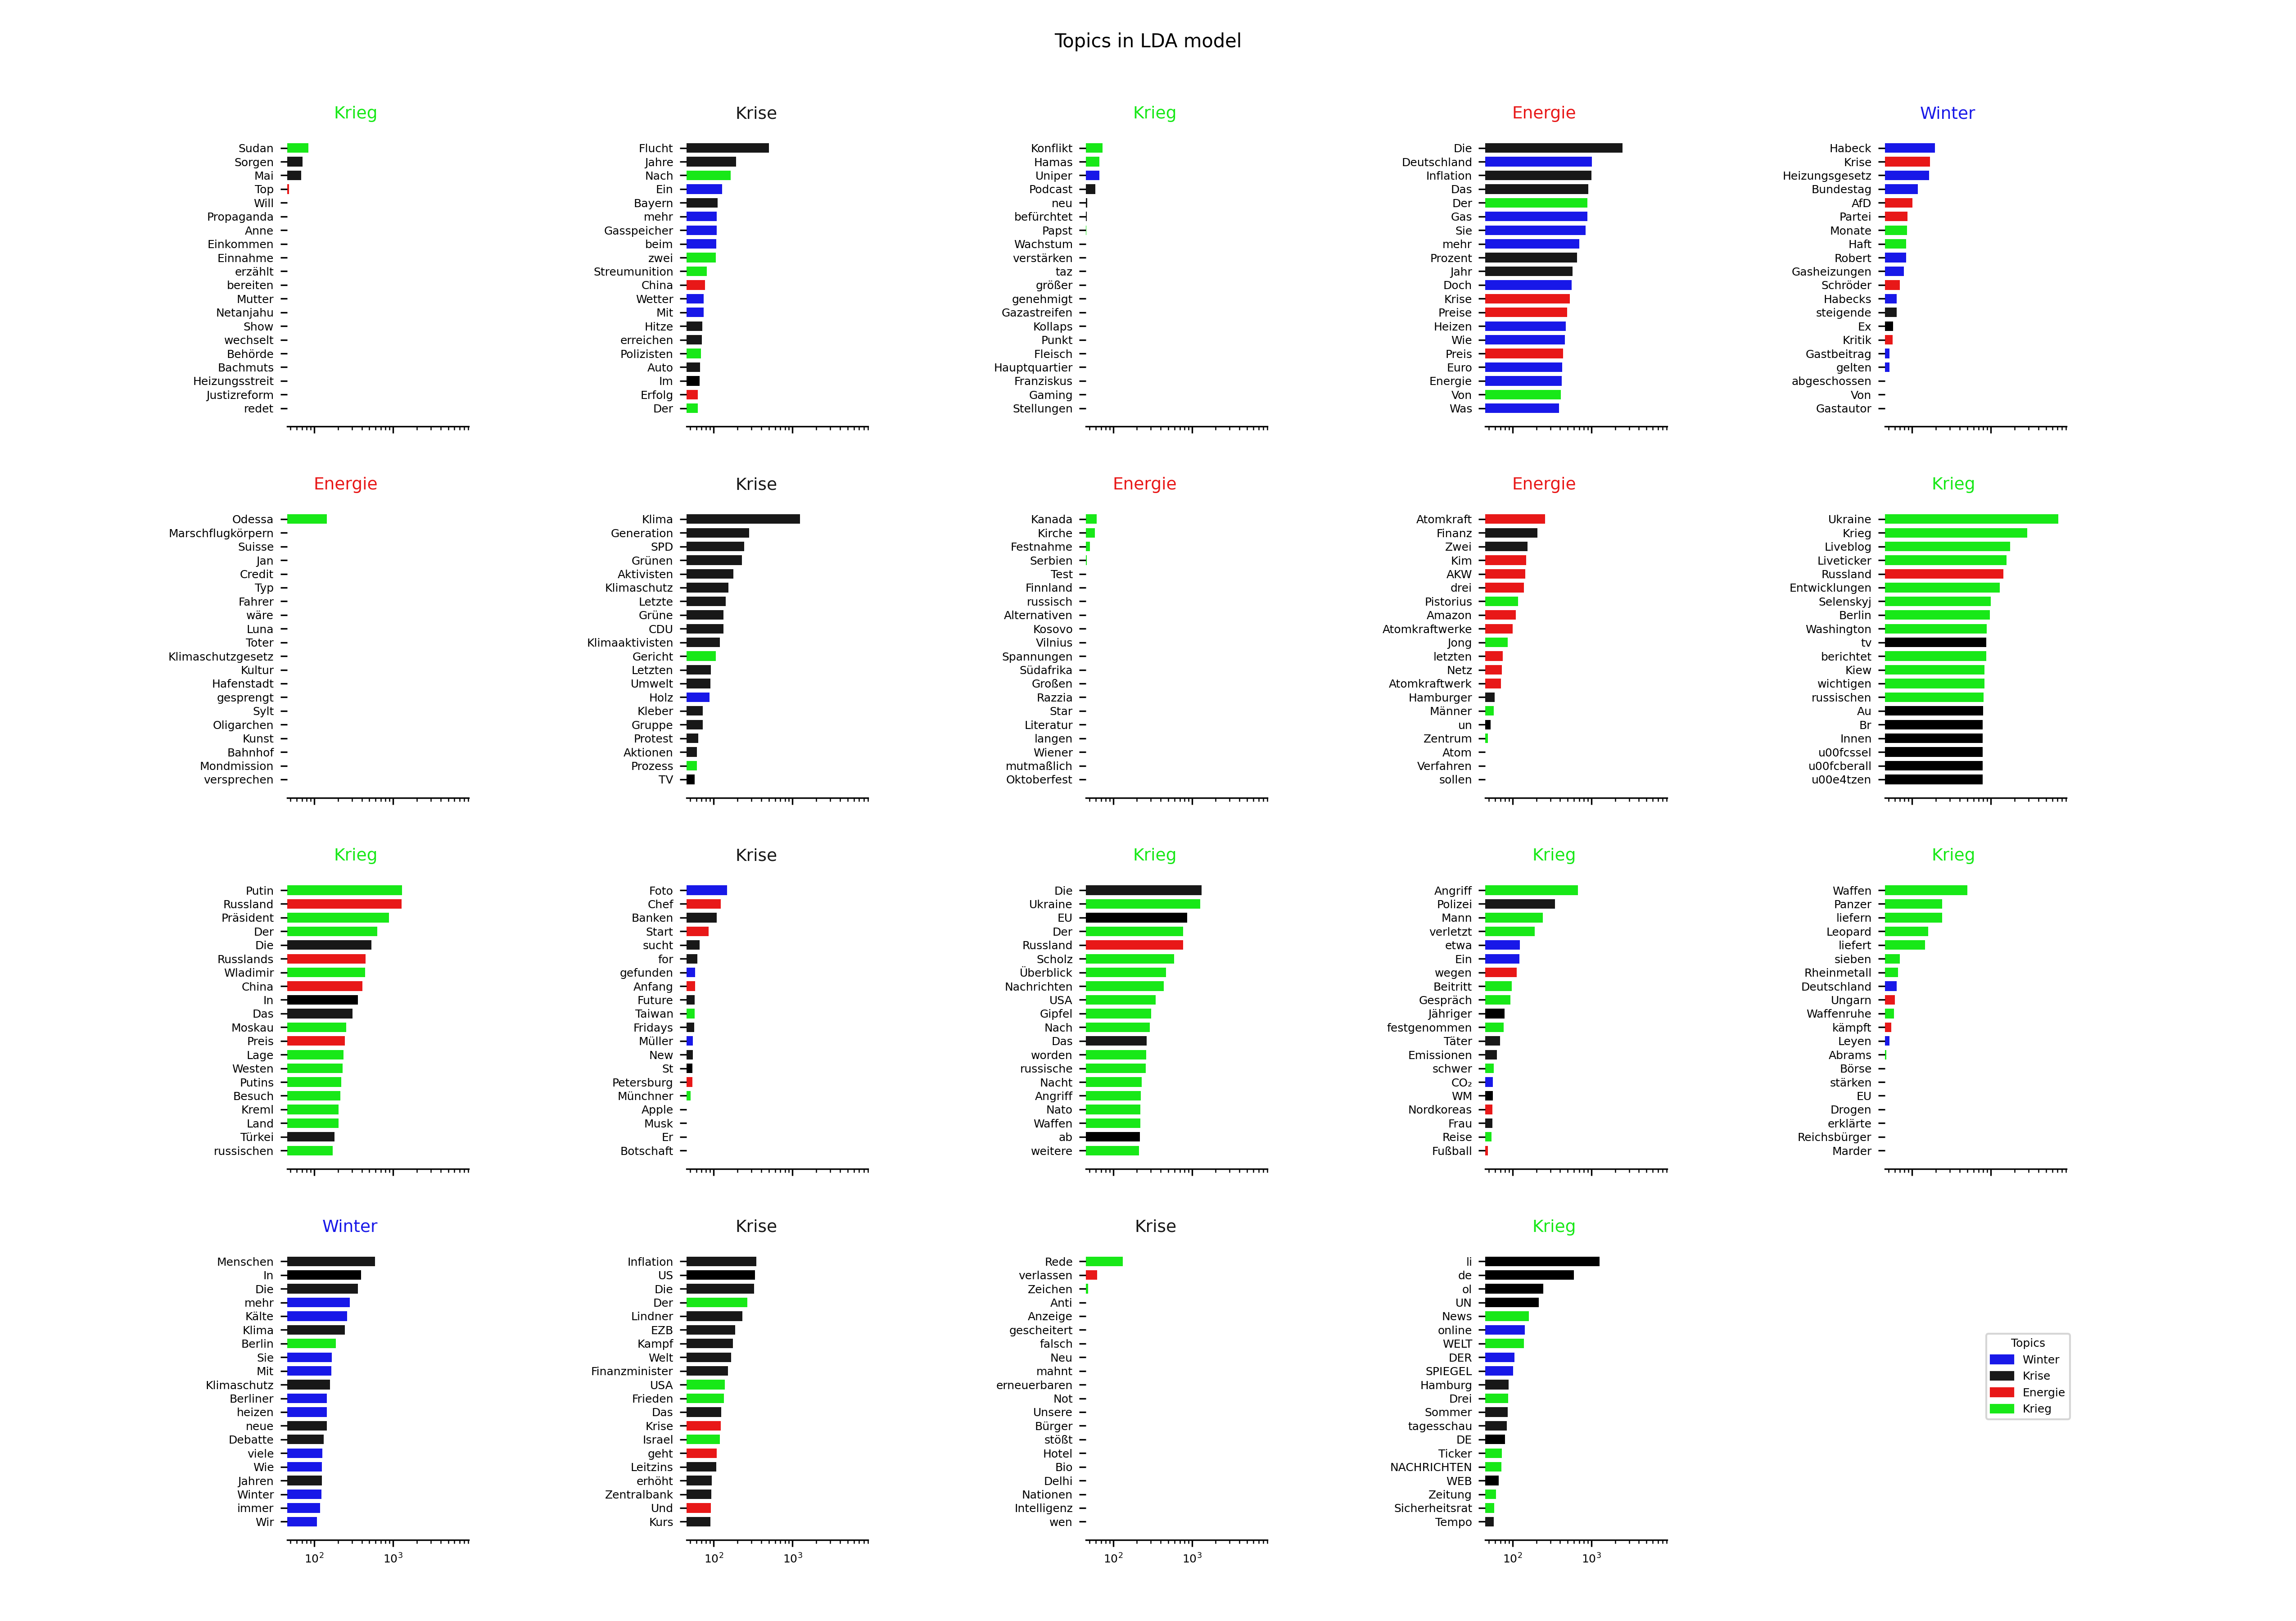 Topics in LDA model
Krieg
Sudan
Sorgen
Mai
Top
Will
Propaganda
Anne
Einkommen
Einnahme
erzählt
bereiten
Mutter
Netanjahu
Show
wechselt
Behörde
Bachmuts
Heizungsstreit
Justizreform
redet
Krise
Flucht
Jahre
Nach
Ein
Bayern
mehr
Gasspeicher
beim
zwei
Streumunition
China
Wetter
Mit
Hitze
erreichen
Polizisten
Auto
Im
Erfolg
Der
Krieg
Konflikt
Hamas
Uniper
Podcast
neu
befürchtet
Papst
Wachstum
verstärken
taz
größer
genehmigt
Gazastreifen
Kollaps
Punkt
Fleisch
Hauptquartier
Franziskus
Gaming
Stellungen
Energie
Die
Deutschland
Inflation
Das
Der
Gas
Sie
mehr
Prozent
Jahr
Doch
Krise
Preise
Heizen
Wie
Preis
Euro
Energie
Von
Was
Winter
Habeck
Krise
Heizungsgesetz
Bundestag
AfD
Partei
Monate
Haft
Robert
Gasheizungen
Schröder
Habecks
steigende
Ex
Kritik
Gastbeitrag
gelten
abgeschossen
Von
Gastautor
Energie
Odessa
Marschflugkörpern
Suisse
Jan
Credit
Typ
Fahrer
wäre
Luna
Toter
Klimaschutzgesetz
Kultur
Hafenstadt
gesprengt
Sylt
Oligarchen
Kunst
Bahnhof
Mondmission
versprechen
Krise
Klima
Generation
SPD
Grünen
Aktivisten
Klimaschutz
Letzte
Grüne
CDU
Klimaaktivisten
Gericht
Letzten
Umwelt
Holz
Kleber
Gruppe
Protest
Aktionen
Prozess
TV
Energie
Kanada
Kirche
Festnahme
Serbien
Test
Finnland
russisch
Alternativen
Kosovo
Vilnius
Spannungen
Südafrika
Großen
Razzia
Star
Literatur
langen
Wiener
mutmaßlich
Oktoberfest
Energie
Atomkraft
Finanz
Zwei
Kim
AKW
drei
Pistorius
Amazon
Atomkraftwerke
Jong
letzten
Netz
Atomkraftwerk
Hamburger
Männer
un
Zentrum
Atom
Verfahren
sollen
Krieg
Ukraine
Krieg
Liveblog
Liveticker
Russland
Entwicklungen
Selenskyj
Berlin
Washington
tv
berichtet
Kiew
wichtigen
russischen
Au
Br
Innen
u00fcssel
u00fcberall
u00e4tzen
Krieg
Putin
Russland
Präsident
Der
Die
Russlands
Wladimir
China
In
Das
Moskau
Preis
Lage
Westen
Putins
Besuch
Kreml
Land
Türkei
russischen
Krise
Foto
Chef
Banken
Start
sucht
for
gefunden
Anfang
Future
Taiwan
Fridays
Müller
New
St
Petersburg
Münchner
Apple
Musk
Er
Botschaft
Krieg
Die
Ukraine
EU
Der
Russland
Scholz
Überblick
Nachrichten
USA
Gipfel
Nach
Das
worden
russische
Nacht
Angriff
Nato
Waffen
ab
weitere
Krieg
Angriff
Polizei
Mann
verletzt
etwa
Ein
wegen
Beitritt
Gespräch
Jähriger
festgenommen
Täter
Emissionen
schwer
CO₂
WM
Nordkoreas
Frau
Reise
Fußball
Krieg
Waffen
Panzer
liefern
Leopard
liefert
sieben
Rheinmetall
Deutschland
Ungarn
Waffenruhe
kämpft
Leyen
Abrams
Börse
stärken
EU
Drogen
erklärte
Reichsbürger
Marder
Winter
Menschen
In
Die
mehr
Kälte
Klima
Berlin
Sie
Mit
Klimaschutz
Berliner
heizen
neue
Debatte
viele
Wie
Jahren
Winter
immer
Wir
10²
10³
Krise
Inflation
US
Die
Der
Lindner
EZB
Kampf
Welt
Finanzminister
USA
Frieden
Das
Krise
Israel
geht
Leitzins
erhöht
Zentralbank
Und
Kurs
10²
10³
Krise
Rede
verlassen
Zeichen
Anti
Anzeige
gescheitert
falsch
Neu
mahnt
erneuerbaren
Not
Unsere
Bürger
stößt
Hotel
Bio
Delhi
Nationen
Intelligenz
wen
10²
10³
Krieg
li
de
ol
UN
News
online
WELT
DER
SPIEGEL
Hamburg
Drei
Sommer
tagesschau
DE
Ticker
NACHRICHTEN
WEB
Zeitung
Sicherheitsrat
Tempo
10²
10³
Topics
Winter
Krise
Energie
Krieg